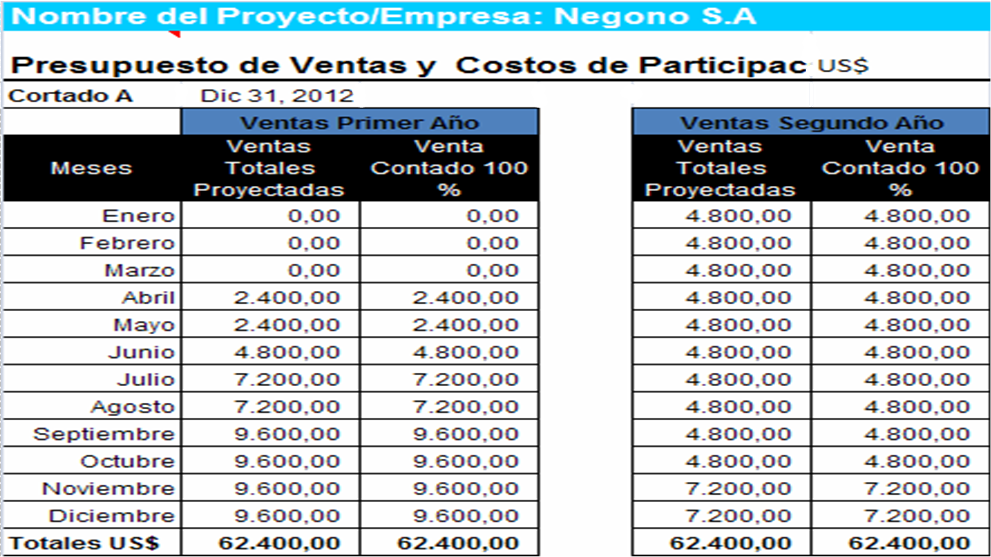 Nombre del Proyecto/Empresa: Negono S.A
Presupuesto de Ventas y Costos de Participac US$
Cortado A Dic 31, 2012
Ventas Primer Año Ventas Segundo Año
Meses Ventas Totales Proyectadas Venta Contado 100 % Ventas Totales Proyectadas Venta Contado 100 %
Enero 0,00 0,00 4.800,00 4.800,00
Febrero 0,00 0,00 4.800,00 4.800,00
Marzo 0,00 0,00 4.800,00 4.800,00
Abril 2.400,00 2.400,00 4.800,00 4.800,00
Mayo 2.400,00 2.400,00 4.800,00 4.800,00
Junio 4.800,00 4.800,00 4.800,00 4.800,00
Julio 7.200,00 7.200,00 4.800,00 4.800,00
Agosto 7.200,00 7.200,00 4.800,00 4.800,00
Septiembre 9.600,00 9.600,00 4.800,00 4.800,00
Octubre 9.600,00 9.600,00 4.800,00 4.800,00
Noviembre 9.600,00 9.600,00 7.200,00 7.200,00
Diciembre 9.600,00 9.600,00 7.200,00 7.200,00
Totales US$ 62.400,00 62.400,00 62.400,00 62.400,00